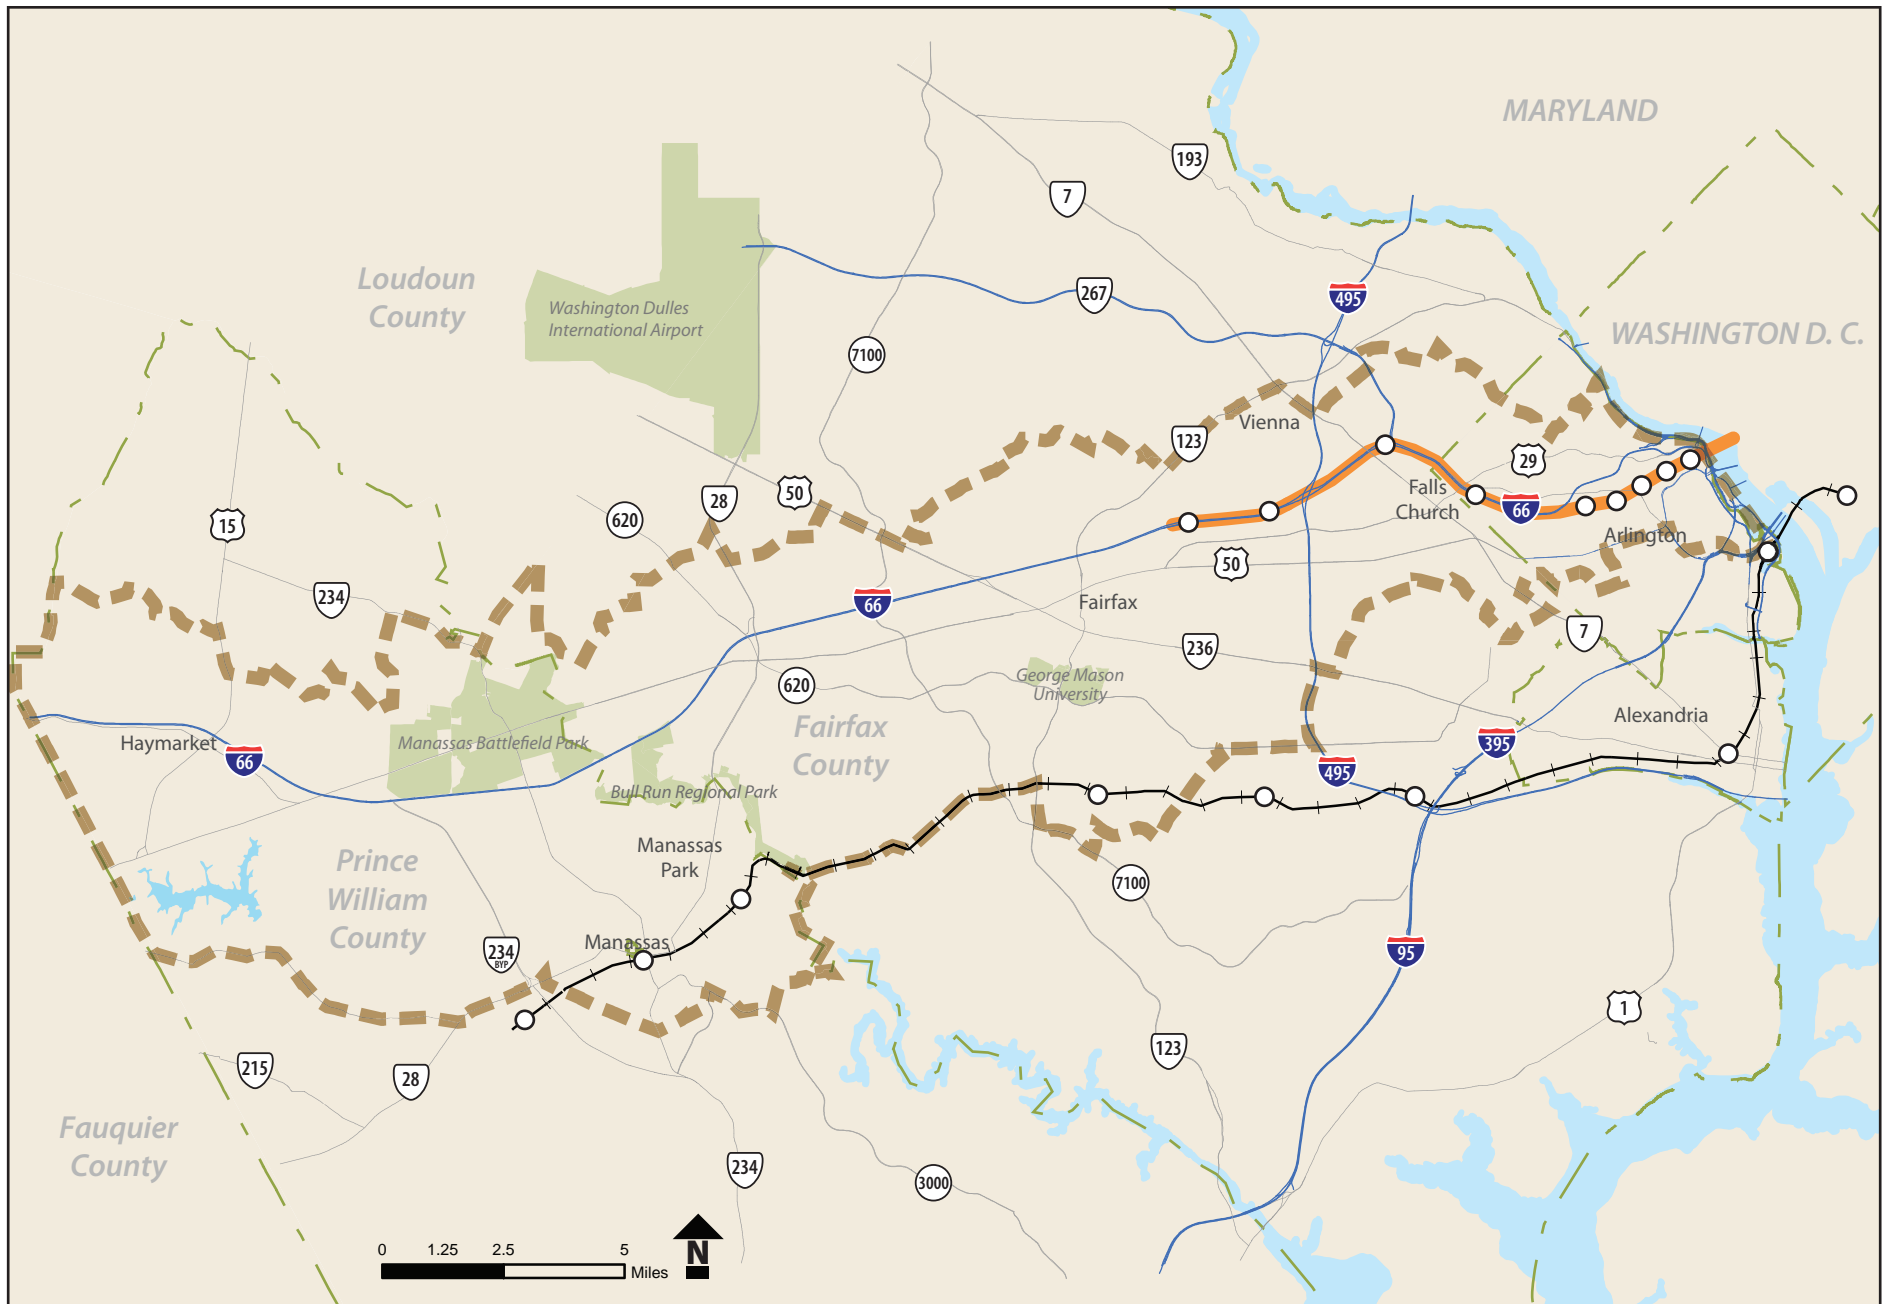 MARYLAND
193
7
WASHINGTON D. C.
Loudoun
County
267
495
Washington Dulles
International Airport
7100
Vienna
123
29
Falls
Church
50
28
620
15
66
Arlington
50
234
66
Fairfax
236
7
George Mason
University
620
Fairfax
County
Alexandria
Haymarket
66
Manassas Battlefield Park
395
495
Bull Run Regional Park
Manassas
Park
Prince
William
County
7100
234
BYP
Manassas
95
1
123
215
28
Fauquier
County
234
3000
N
0 1.25 2.5 5
Miles